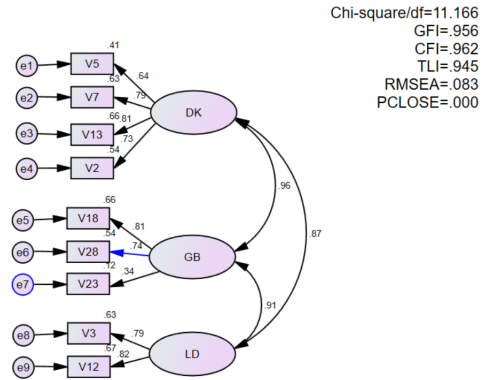 Chi-square/df=11.166
GFI=.956
CFI=.962
TLI=.945
RMSEA=.083
PCLOSE=.000
.41
e1 V5
.64
.63
e2 V7
.79
DK
.66
.81
e3 V13
.54
.73
e4 V2
.96
.87
.66
e5 V18
.81
.54
e6 V28
.74
GB
.12
e7 V23
.34
.91
.63
e8 V3
.79
LD
.67
.82
e9 V12